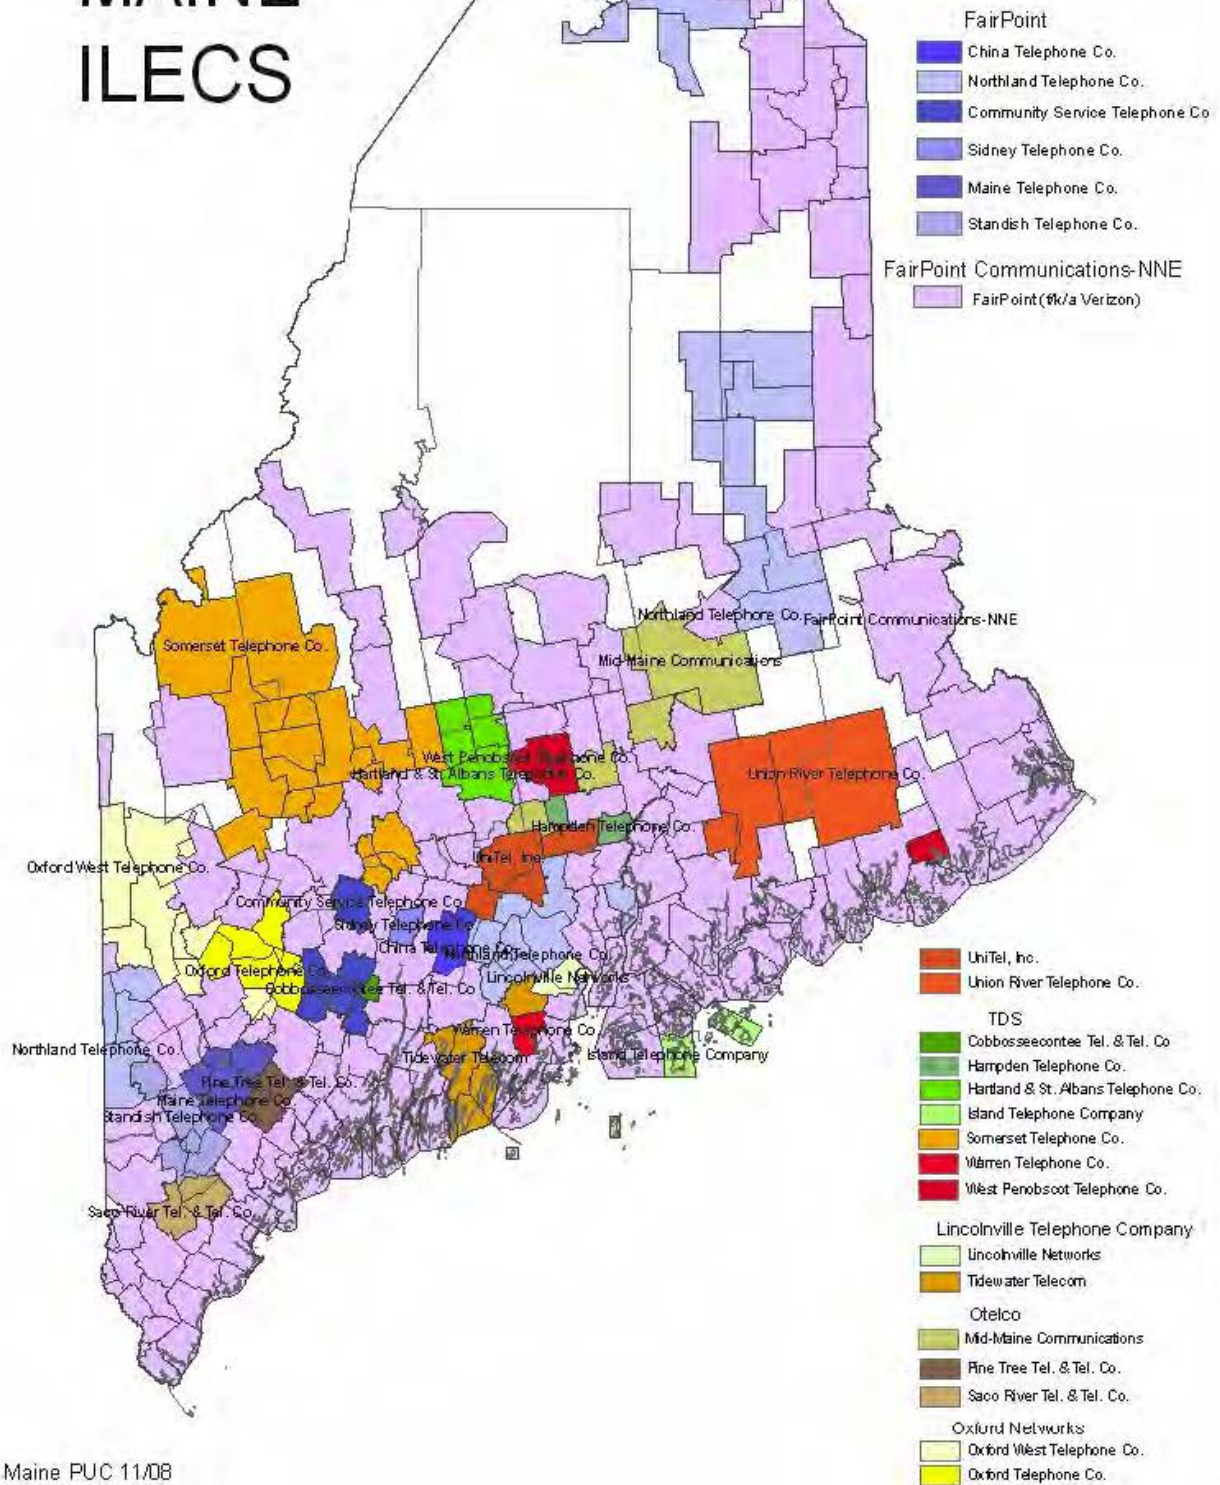 MAINE
ILECS
FairPoint
China Telephone Co.
Northland Telephone Co.
Community Service Telephone Co
Sidney Telephone Co.
Maine Telephone Co.
Standish Telephone Co.
FairPoint Communications-NNE
FairPoint (f/k/a Verizon)
Northland Telephone Co.
FairPoint Communications-NNE
Somerset Telephone Co.
Mid-Maine Communications
West Penobscot Telephone Co.
Hartland & St. Albans Telephone Co.
Union River Telephone Co.
Hampden Telephone Co.
UniTel, Inc.
Oxford West Telephone Co.
Community Service Telephone Co.
Sidney Telephone Co
China Telephone Co.
Northland Telephone Co.
Oxford Telephone Co.
Lincolnville Networks
Cobbosseecontee Tel. & Tel. Co
Warren Telephone Co.
Northland Telephone Co.
Tidewater Telecom
Island Telephone Company
Pine Tree Tel. & Tel. Co.
Maine Telephone Co.
Standish Telephone Co.
Saco River Tel. & Tel. Co.
UniTel, Inc.
Union River Telephone Co.
TDS
Cobbosseecontee Tel. & Tel. Co
Hampden Telephone Co.
Hartland & St. Albans Telephone Co.
Island Telephone Company
Somerset Telephone Co.
Warren Telephone Co.
West Penobscot Telephone Co.
Lincolnville Telephone Company
Lincolnville Networks
Tidewater Telecom
Otelco
Mid-Maine Communications
Pine Tree Tel. & Tel. Co.
Saco River Tel. & Tel. Co.
Oxford Networks
Oxford West Telephone Co.
Oxford Telephone Co.
Maine PUC 11/08